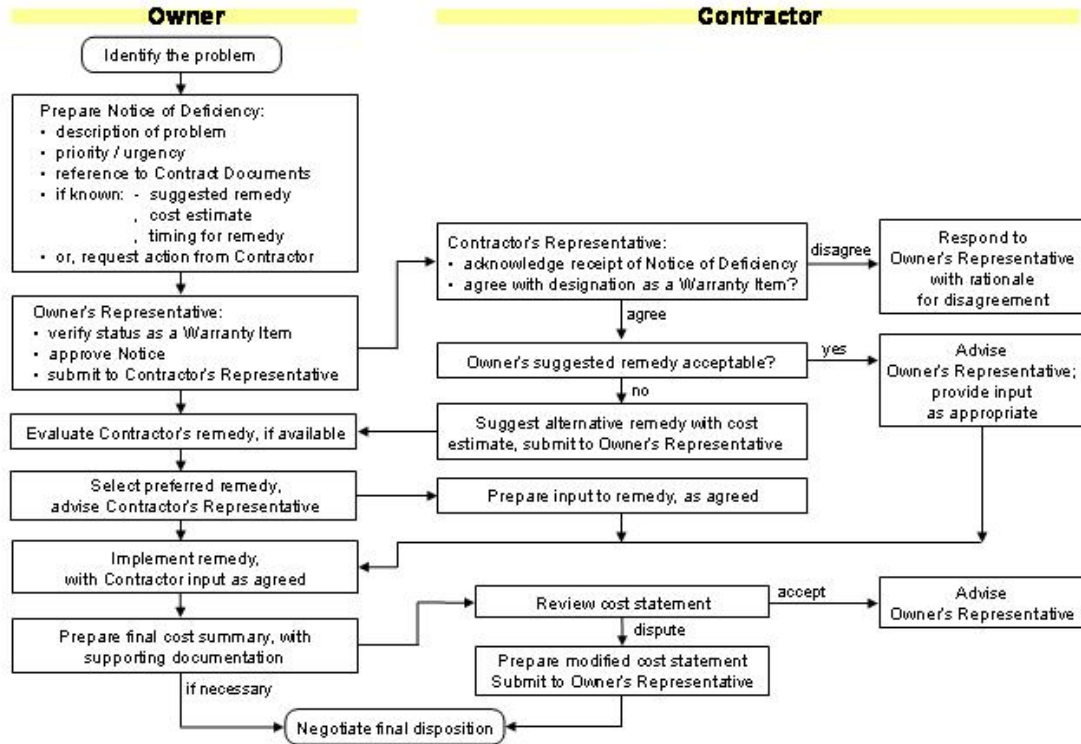 Owner
Contractor
Identify the problem
Prepare Notice of Deficiency:
• description of problem
• priority / urgency
• reference to Contract Documents
• if known: - suggested remedy
, cost estimate
, timing for remedy
• or, request action from Contractor
Contractor's Representative:
• acknowledge receipt of Notice of Deficiency
• agree with designation as a Warranty Item?
disagree
Respond to
Owner's Representative
with rationale
for disagreement
agree
Owner's Representative:
• verify status as a Warranty Item
• approve Notice
• submit to Contractor's Representative
Owner's suggested remedy acceptable?
yes
Advise
Owner's Representative;
provide input
as appropriate
no
Suggest alternative remedy with cost
estimate, submit to Owner's Representative
Evaluate Contractor's remedy, if available
Select preferred remedy,
advise Contractor's Representative
Prepare input to remedy, as agreed
Implement remedy,
with Contractor input as agreed
Review cost statement
accept
Advise
Owner's Representative
dispute
Prepare final cost summary, with
supporting documentation
Prepare modified cost statement
Submit to Owner's Representative
if necessary
Negotiate final disposition